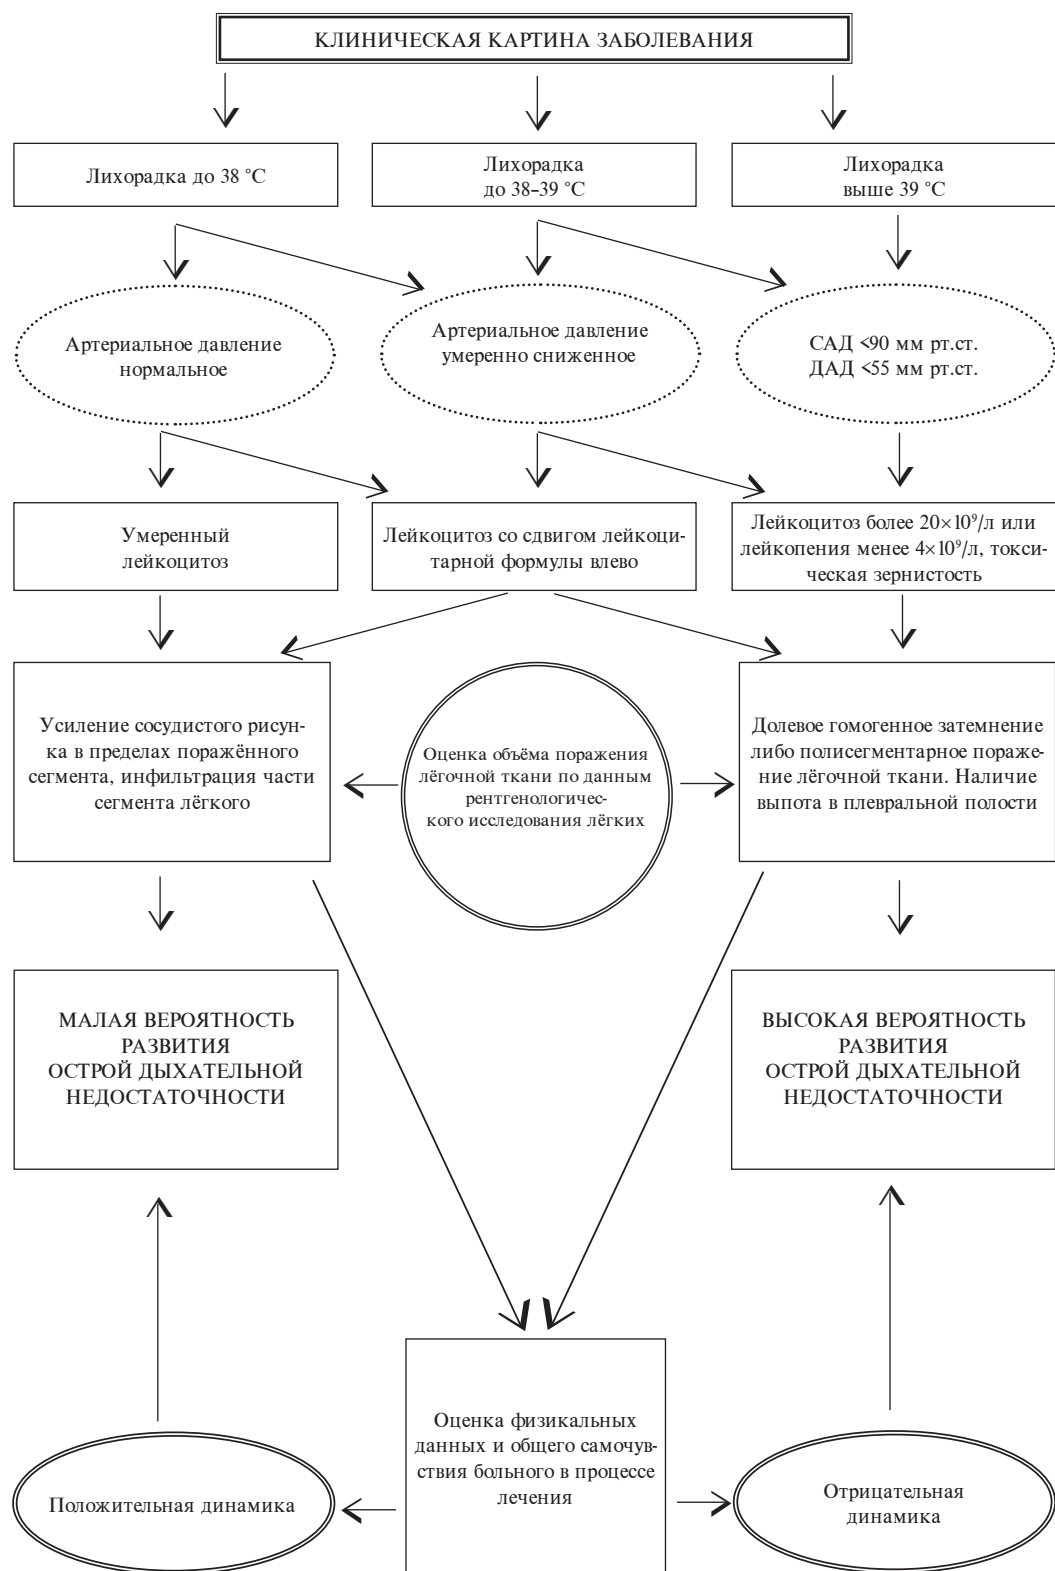 КЛИНИЧЕСКАЯ КАРТИНА ЗАБОЛЕВАНИЯ
Лихорадка до 38 °С
Лихорадка
до 38–39 °С
Лихорадка
выше 39 °С
Артериальное давление
нормальное
Артериальное давление
умеренно сниженное
САД <90 мм рт.ст.
ДАД <55 мм рт.ст.
Умеренный
лейкоцитоз
Лейкоцитоз со сдвигом лейкоци-
тарной формулы влево
Лейкоцитоз более 20×10⁹/л или
лейкопения менее 4×10⁹/л, токси-
ческая зернистость
Усиление сосудистого рисун-
ка в пределах поражённого
сегмента, инфильтрация части
сегмента лёгкого
Оценка объёма поражения
лёгочной ткани по данным
рентгенологиче-
ского исследования лёгких
Долевое гомогенное затемнение
либо полисегментарное пораже-
ние лёгочной ткани. Наличие
выпота в плевральной полости
МАЛАЯ ВЕРОЯТНОСТЬ
РАЗВИТИЯ
ОСТРОЙ ДЫХАТЕЛЬНОЙ
НЕДОСТАТОЧНОСТИ
ВЫСОКАЯ ВЕРОЯТНОСТЬ
РАЗВИТИЯ
ОСТРОЙ ДЫХАТЕЛЬНОЙ
НЕДОСТАТОЧНОСТИ
Оценка физикальных
данных и общего самочув-
ствия больного в процессе
лечения
Положительная динамика
Отрицательная
динамика